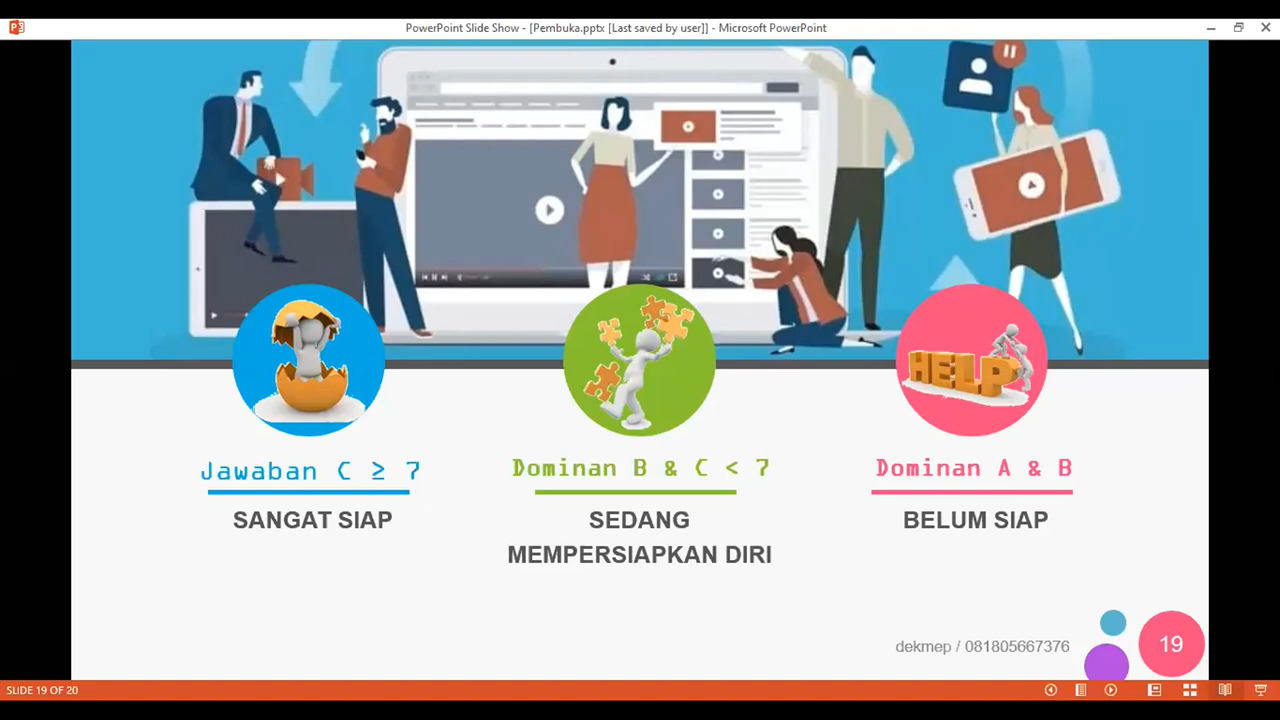 PowerPoint Slide Show - [Pembuka.pptx [Last saved by user]] - Microsoft PowerPoint
HELP
Jawaban C ≥ 7
Dominan B & C < 7
Dominan A & B
SANGAT SIAP
SEDANG
MEMPERSIAPKAN DIRI
BELUM SIAP
dekmep / 081805667376
19
SLIDE 19 OF 20